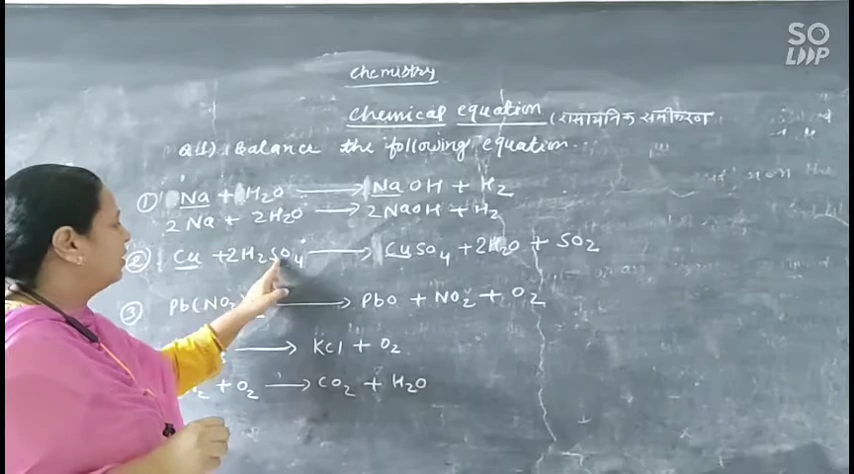 SO
LOOP
Chemistry
Chemical equation (रासायनिक समीकरण
Q.(1). Balance the following equation..
① Na + H₂O ⟶ NaOH + H₂
2Na + 2H₂O ⟶ 2NaOH + H₂
② Cu + 2H₂SO₄ ⟶ CuSO₄ + 2H₂O + SO₂
③ Pb(NO₃) ⟶ PbO + NO₂ + O₂
⟶ KCl + O₂
+ O₂ ⟶ CO₂ + H₂O